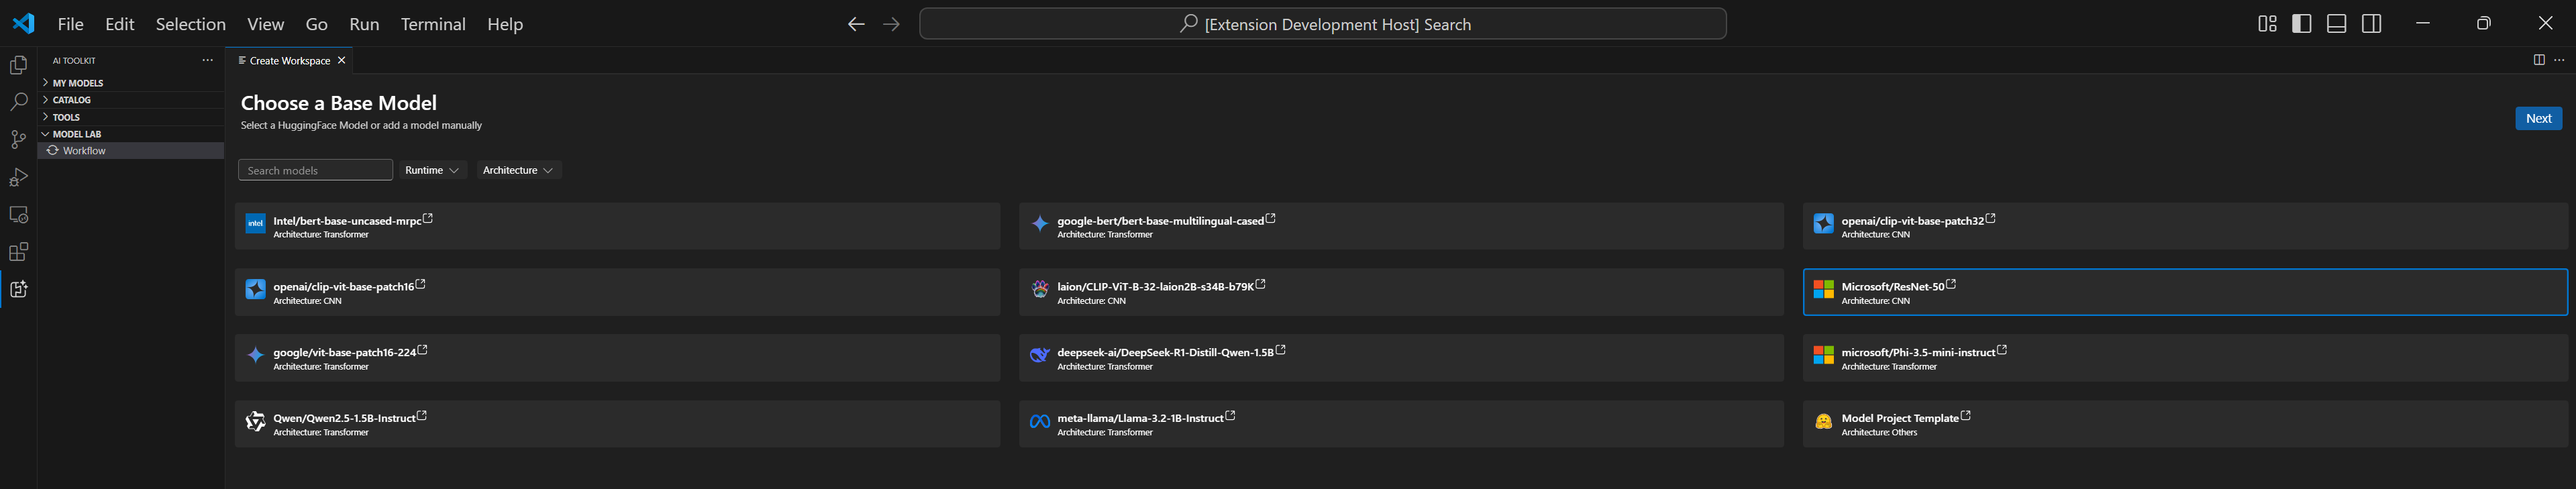 File Edit Selection View Go Run Terminal Help
[Extension Development Host] Search
AI TOOLKIT
MY MODELS
CATALOG
TOOLS
MODEL LAB
Workflow
Create Workspace
Choose a Base Model
Select a HuggingFace Model or add a model manually
Next
Search models
Runtime
Architecture
intel
Intel/bert-base-uncased-mrpc
Architecture: Transformer
google-bert/bert-base-multilingual-cased
Architecture: Transformer
openai/clip-vit-base-patch32
Architecture: CNN
openai/clip-vit-base-patch16
Architecture: CNN
laion/CLIP-ViT-B-32-laion2B-s34B-b79K
Architecture: CNN
Microsoft/ResNet-50
Architecture: CNN
google/vit-base-patch16-224
Architecture: Transformer
deepseek-ai/DeepSeek-R1-Distill-Qwen-1.5B
Architecture: Transformer
microsoft/Phi-3.5-mini-instruct
Architecture: Transformer
Qwen/Qwen2.5-1.5B-Instruct
Architecture: Transformer
meta-llama/Llama-3.2-1B-Instruct
Architecture: Transformer
Model Project Template
Architecture: Others